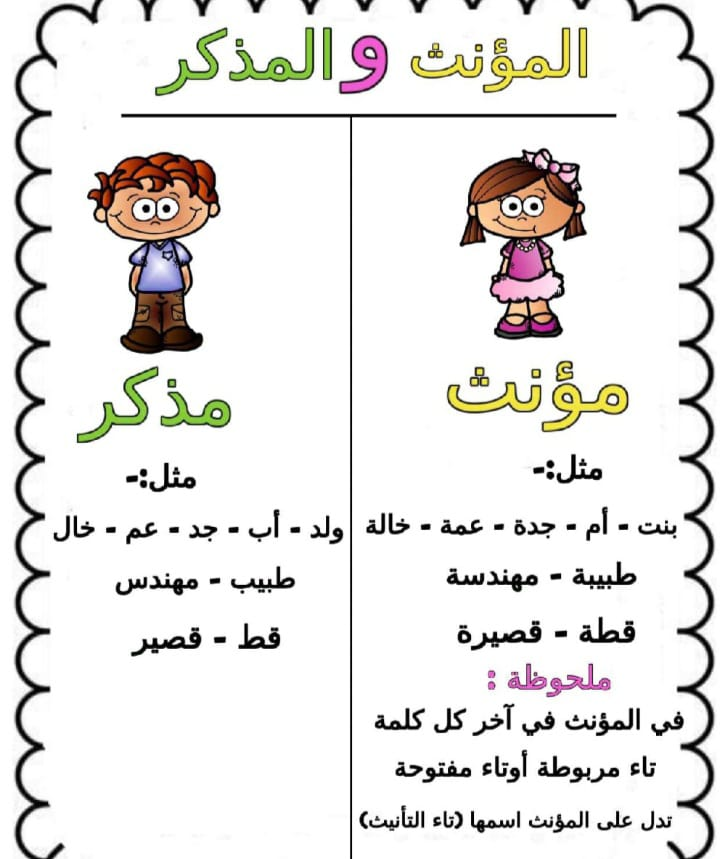 المؤنث والمذكر
مؤنث
مثل:-
بنت - أم - جدة - عمة - خالة
طبيبة - مهندسة
قطة - قصيرة
ملحوظة :
في المؤنث في آخر كل كلمة
تاء مربوطة أوتاء مفتوحة
تدل على المؤنث اسمها (تاء التأنيث)
مذكر
مثل:-
ولد - أب - جد - عم - خال
طبيب - مهندس
قط - قصير